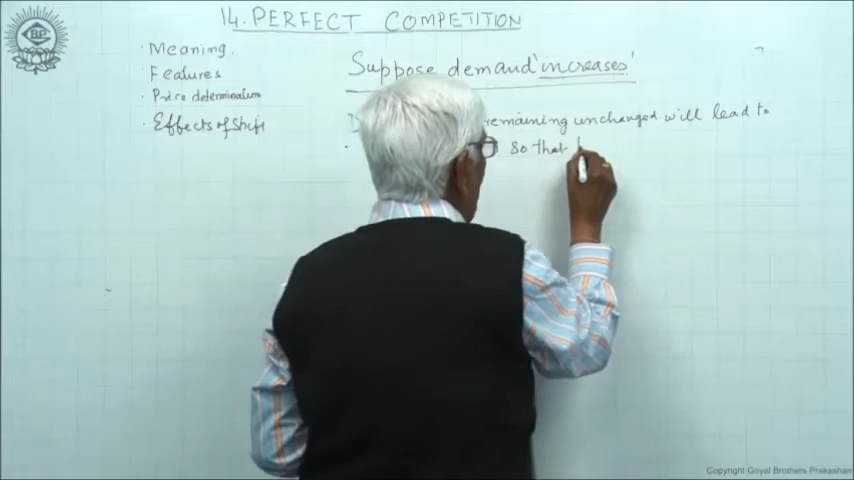 14. PERFECT COMPETITION
· Meaning.
· Features
· Price determination
· Effects of Shift
Suppose demand 'increases'
remaining unchanged will lead to
so that
BP
Copyright Goyal Brothers Prakashan